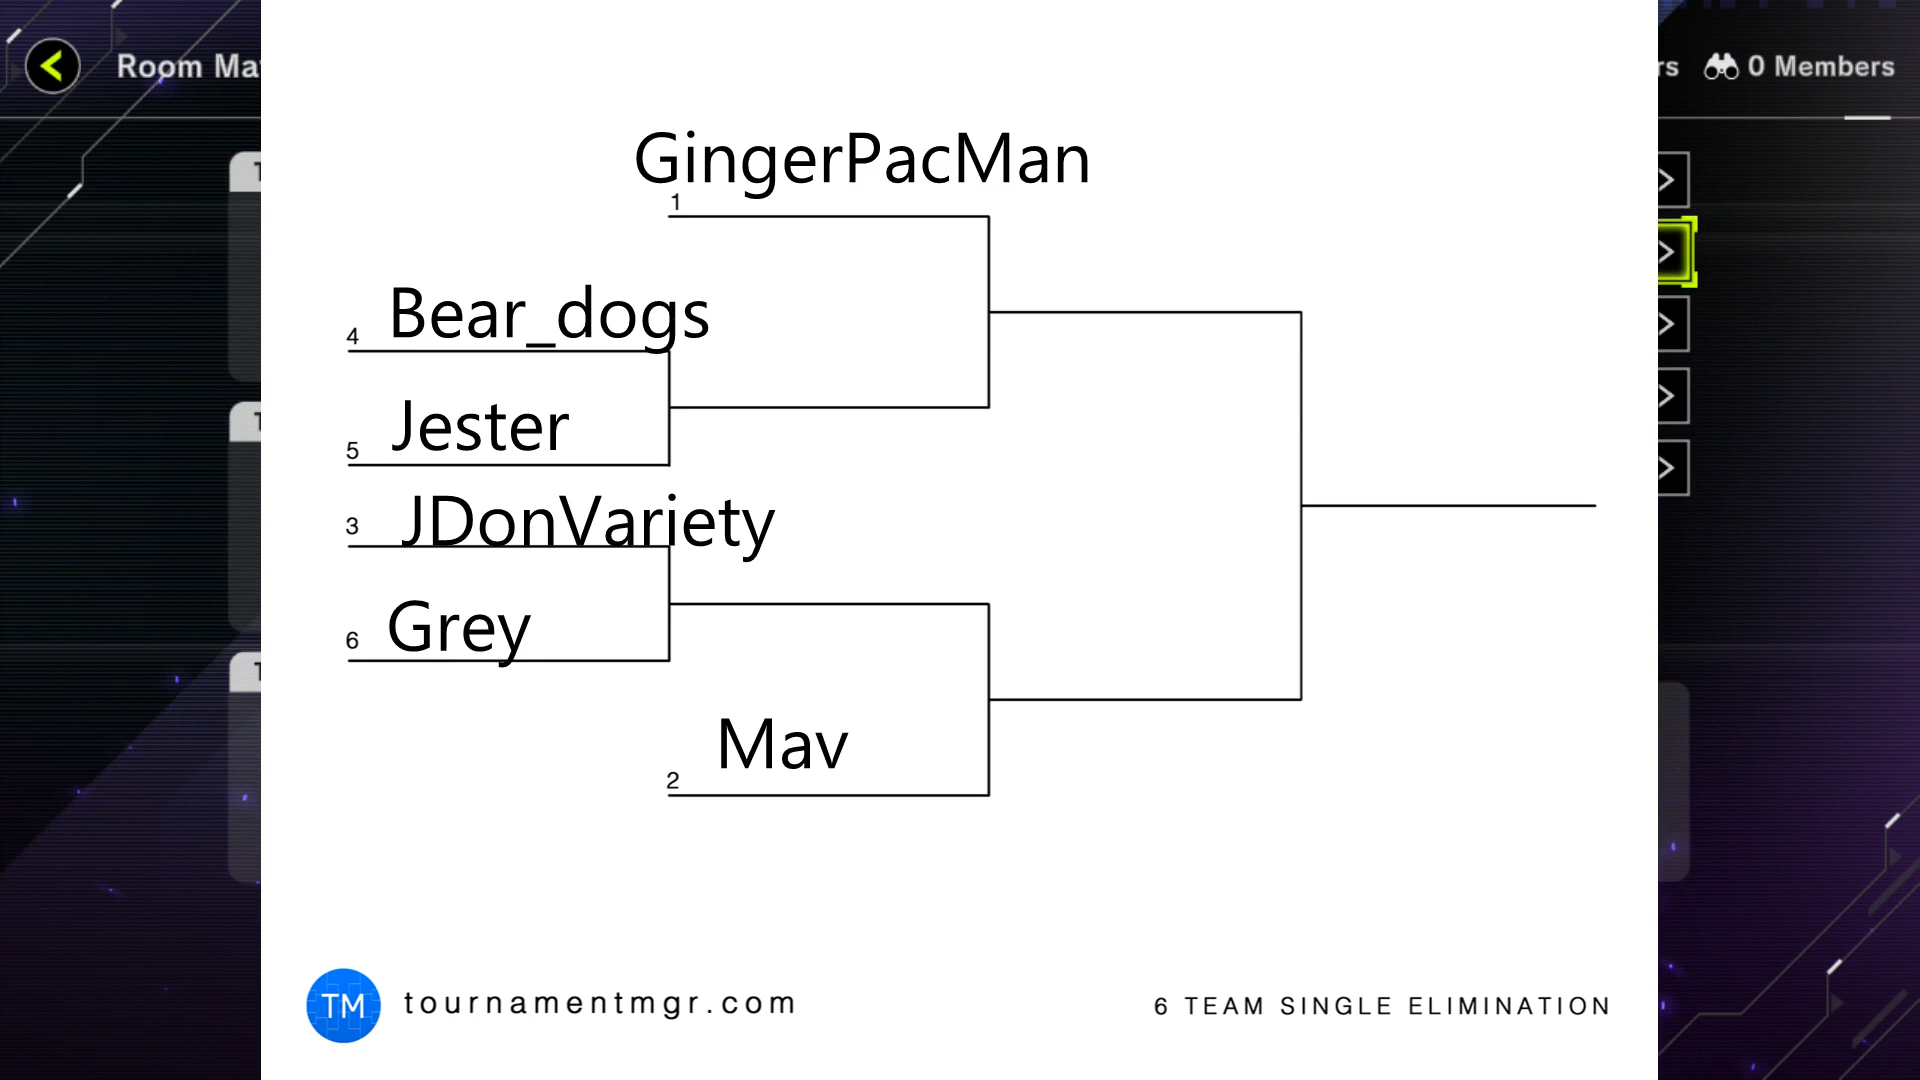 Room Ma
rs 0 Members
GingerPacMan
1
4 Bear_dogs
5 Jester
3 JDonVariety
6 Grey
2 Mav
TM tournamentmgr.com
6 TEAM SINGLE ELIMINATION